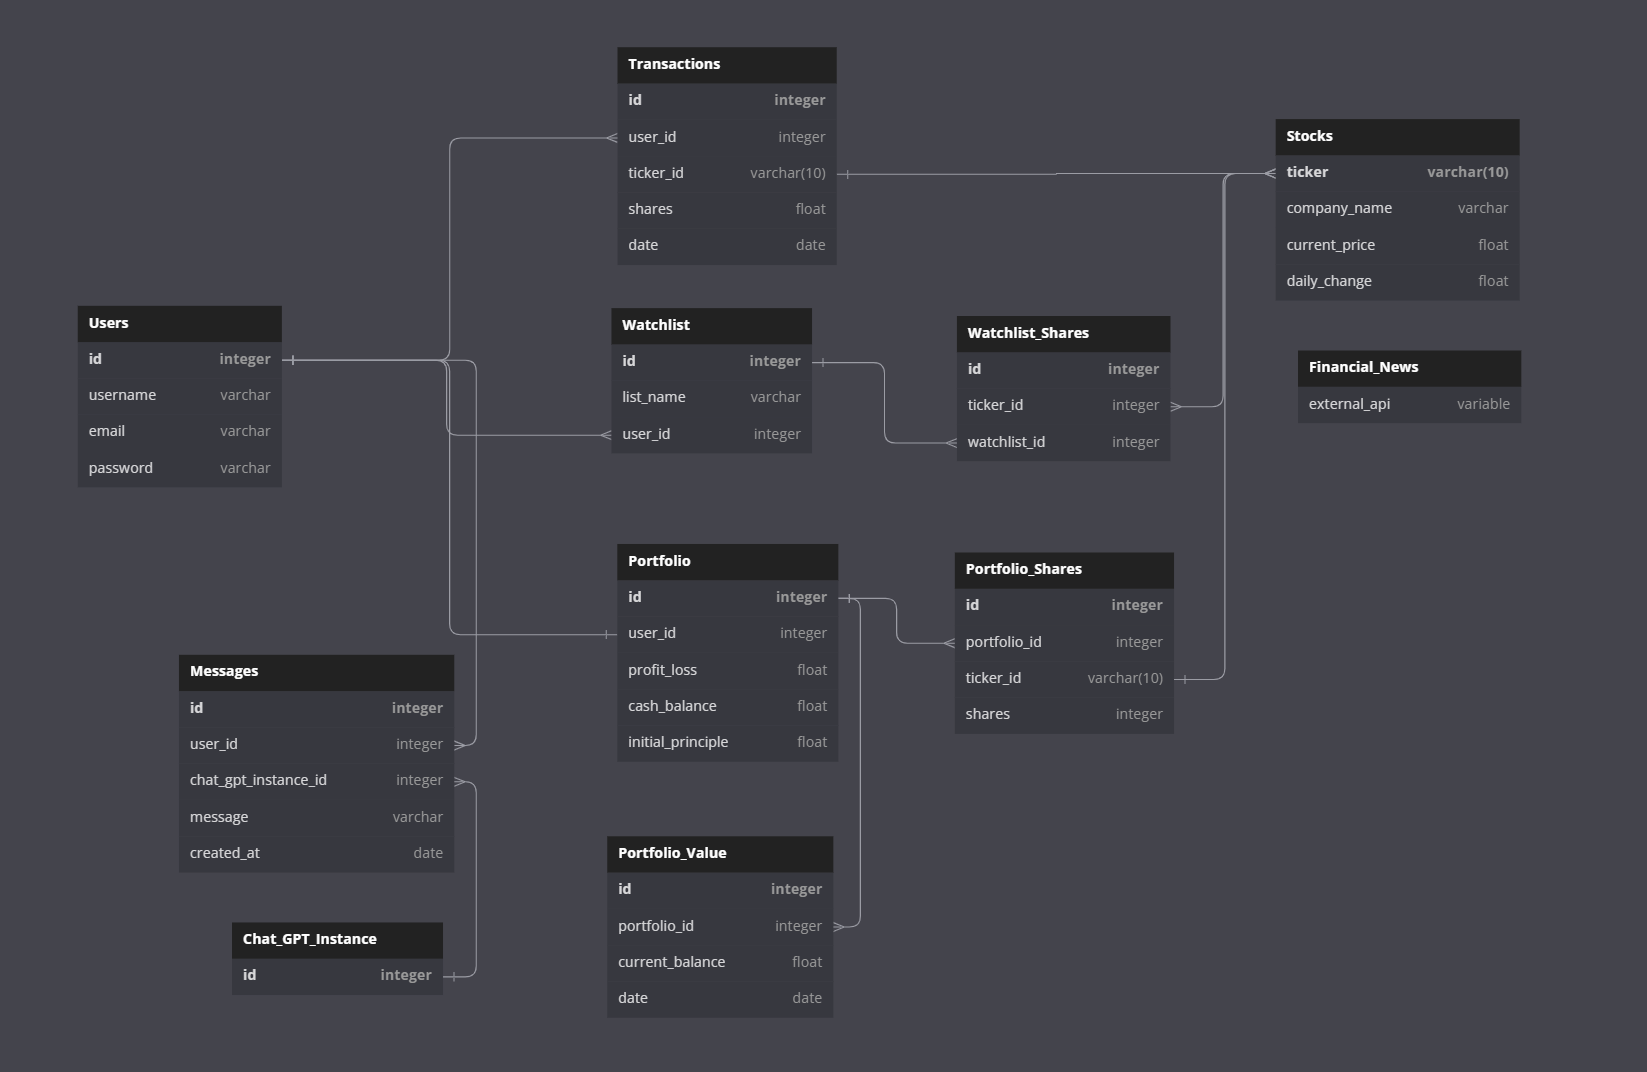 Transactions
id integer
user_id integer
ticker_id varchar(10)
shares float
date date
Stocks
ticker varchar(10)
company_name varchar
current_price float
daily_change float
Users
id integer
username varchar
email varchar
password varchar
Watchlist
id integer
list_name varchar
user_id integer
Watchlist_Shares
id integer
ticker_id integer
watchlist_id integer
Financial_News
external_api variable
Portfolio
id integer
user_id integer
profit_loss float
cash_balance float
initial_principle float
Portfolio_Shares
id integer
portfolio_id integer
ticker_id varchar(10)
shares integer
Messages
id integer
user_id integer
chat_gpt_instance_id integer
message varchar
created_at date
Portfolio_Value
id integer
portfolio_id integer
current_balance float
date date
Chat_GPT_Instance
id integer